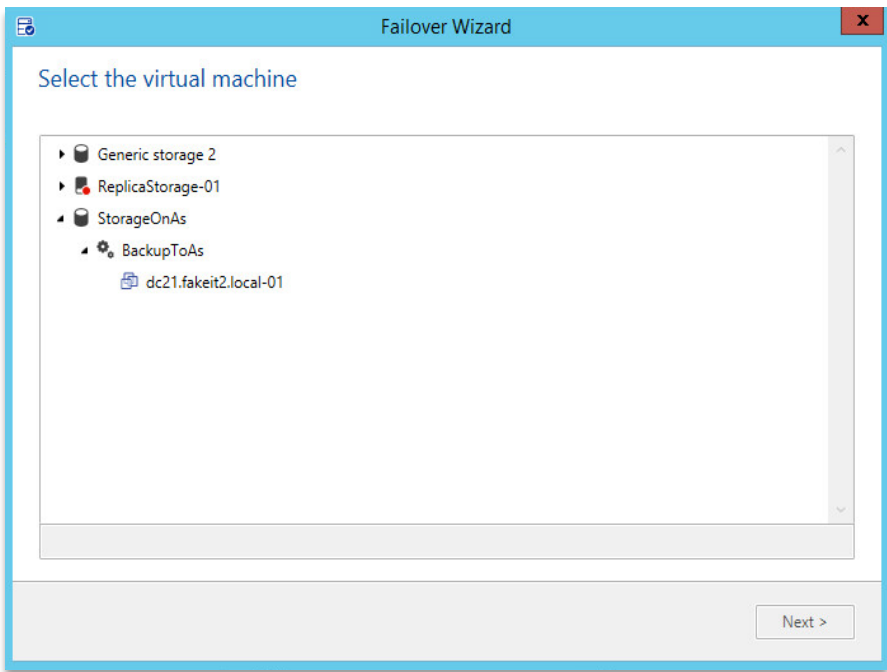 Failover Wizard
x
Select the virtual machine
Generic storage 2
ReplicaStorage-01
StorageOnAs
BackupToAs
dc21.fakeit2.local-01
Next >